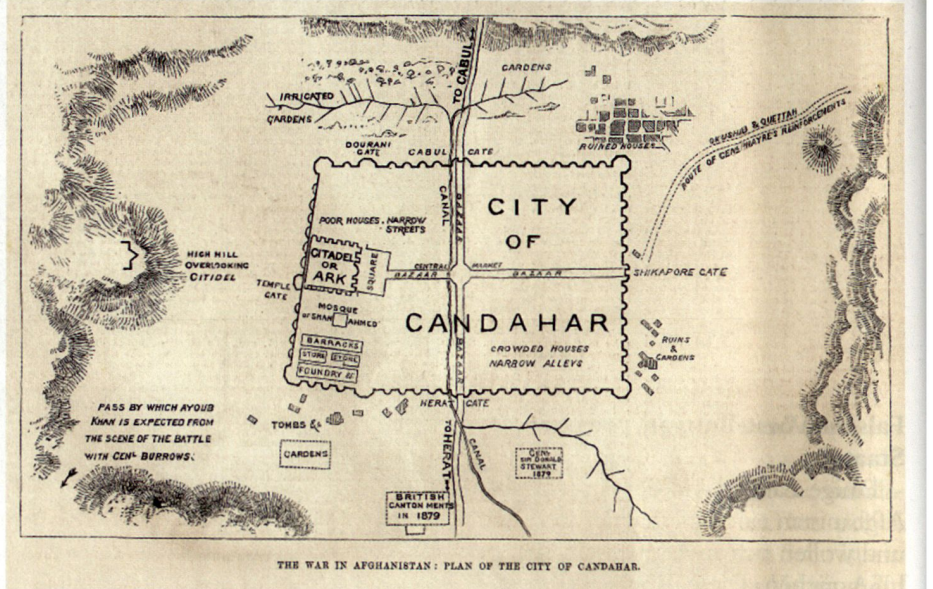 TO CABUL
GARDENS
IRRIGATED
GARDENS
RUINED HOUSES
DOURANI
GATE
CABUL GATE
ROUTE OF GENL PHAYRE'S REINFORCEMENTS
CANAL
BAZAAR
CITY
OF
CANDAHAR
POOR HOUSES, NARROW
STREETS
CITADEL
OR
ARK
SQUARE
HIGH HILL
OVERLOOKING
CITIDEL
TEMPLE
GATE
CENTRAL MARKET
BAZAAR
BAZAAR
SHIKAPORE GATE
MOSQUE
OF SHAH AHMED
BARRACKS
STORE
FOUNDRY &c
CROWDED HOUSES
NARROW ALLEYS
BAZAAR
RUINS
&
GARDENS
HERAT GATE
PASS BY WHICH AYOUB
KHAN IS EXPECTED FROM
THE SCENE OF THE BATTLE
WITH GENL BURROWS.
TOMBS &c
GARDENS
TO HERAT
CANAL
GENL
SIR DONALD
STEWART
1879
BRITISH
CANTONMENTS
IN 1879
THE WAR IN AFGHANISTAN: PLAN OF THE CITY OF CANDAHAR.